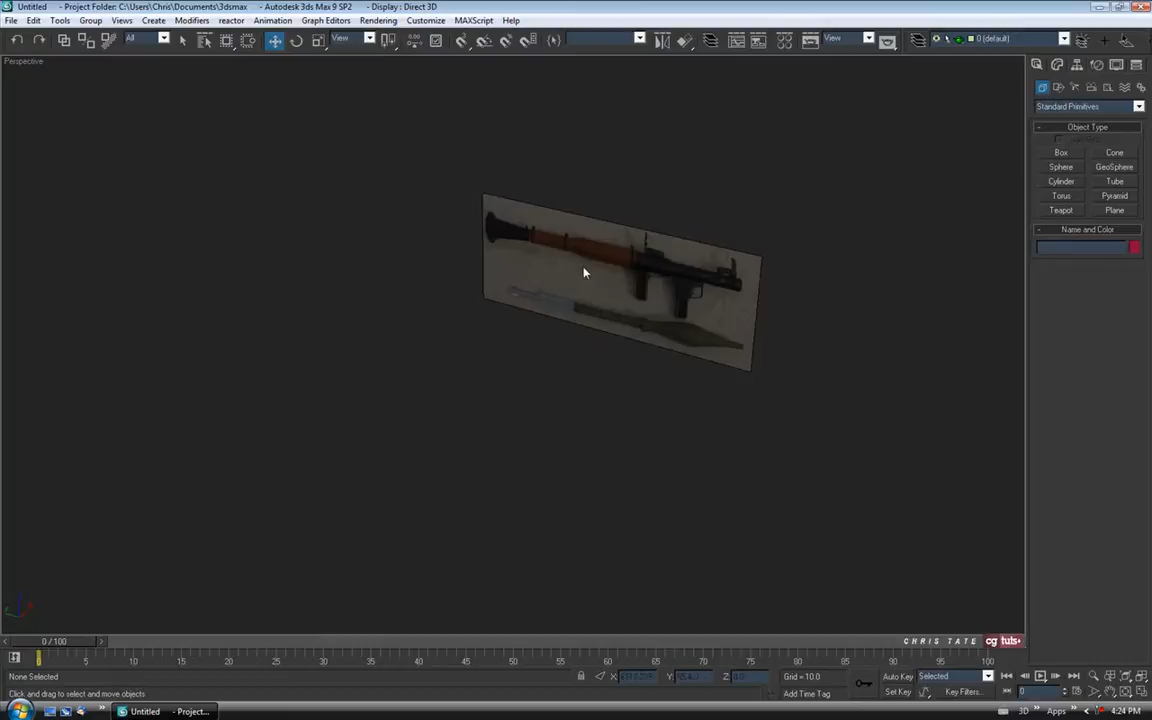 Untitled - Project Folder: C:\Users\Chris\Documents\3dsmax - Autodesk 3ds Max 9 SP2 - Display : Direct 3D
File Edit Tools Group Views Create Modifiers reactor Animation Graph Editors Rendering Customize MAXScript Help
All View View 0 (default)
Perspective
Standard Primitives
- Object Type
Box Cone
Sphere GeoSphere
Cylinder Tube
Torus Pyramid
Teapot Plane
- Name and Color
CHRIS TATE cg tuts+
< 0 / 100 >
0 5 10 15 20 25 30 35 40 45 50 55 60 65 70 75 80 85 90 95 100
None Selected X Y Z Grid = 10.0 Auto Key Selected
Click and drag to select and move objects Add Time Tag Set Key Key Filters... 0
Untitled - Project... 3D Apps 4:24 PM